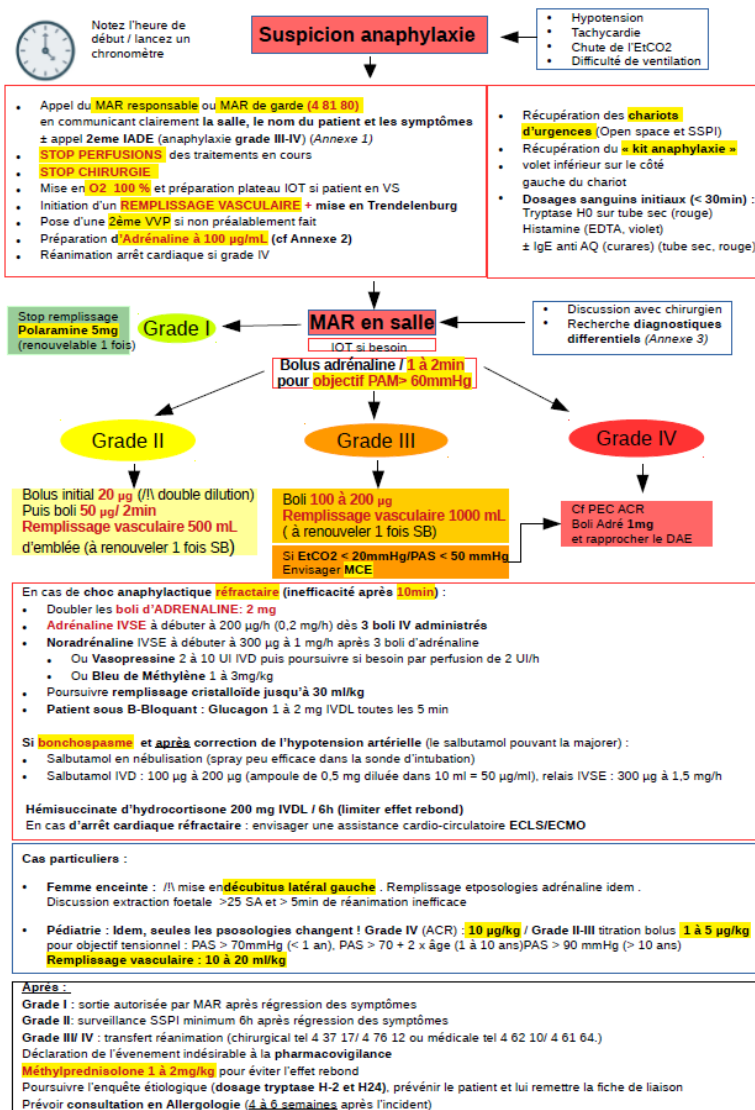 Notez l'heure de
début / lancez un
chronomètre
Suspicion anaphylaxie
• Hypotension
• Tachycardie
• Chute de l'EtCO2
• Difficulté de ventilation
• Appel du MAR responsable ou MAR de garde (4 81 80)
en communicant clairement la salle, le nom du patient et les symptômes
± appel 2eme IADE (anaphylaxie grade III-IV) (Annexe 1)
• STOP PERFUSIONS des traitements en cours
• STOP CHIRURGIE
• Mise en O2 100 % et préparation plateau IOT si patient en VS
• Initiation d'un REMPLISSAGE VASCULAIRE + mise en Trendelenburg
• Pose d'une 2ème VVP si non préalablement fait
• Préparation d'Adrénaline à 100 µg/mL (cf Annexe 2)
• Réanimation arrêt cardiaque si grade IV
• Récupération des chariots
d'urgences (Open space et SSPI)
• Récupération du « kit anaphylaxie »
• volet inférieur sur le côté
gauche du chariot
• Dosages sanguins initiaux (< 30min) :
Tryptase H0 sur tube sec (rouge)
Histamine (EDTA, violet)
± IgE anti AQ (curares) (tube sec, rouge)
Stop remplissage
Polaramine 5mg
(renouvelable 1 fois)
Grade I
MAR en salle
IOT si besoin
• Discussion avec chirurgien
• Recherche diagnostiques
differentiels (Annexe 3)
Bolus adrénaline / 1 à 2min
pour objectif PAM> 60mmHg
Grade II
Grade III
Grade IV
Bolus initial 20 µg (/!\ double dilution)
Puis boli 50 µg/ 2min
Remplissage vasculaire 500 mL
d'emblée (à renouveler 1 fois SB)
Boli 100 à 200 µg
Remplissage vasculaire 1000 mL
( à renouveler 1 fois SB)
Si EtCO2 < 20mmHg/PAS < 50 mmHg
Envisager MCE
Cf PEC ACR
Boli Adré 1mg
et rapprocher le DAE
En cas de choc anaphylactique réfractaire (inefficacité après 10min) :
• Doubler les boli d'ADRENALINE: 2 mg
• Adrénaline IVSE à débuter à 200 µg/h (0,2 mg/h) dès 3 boli IV administrés
• Noradrénaline IVSE à débuter à 300 µg à 1 mg/h après 3 boli d'adrénaline
• Ou Vasopressine 2 à 10 UI IVD puis poursuivre si besoin par perfusion de 2 UI/h
• Ou Bleu de Méthylène 1 à 3mg/kg
• Poursuivre remplissage cristalloïde jusqu'à 30 ml/kg
• Patient sous B-Bloquant : Glucagon 1 à 2 mg IVDL toutes les 5 min
Si bonchospasme et après correction de l'hypotension artérielle (le salbutamol pouvant la majorer) :
• Salbutamol en nébulisation (spray peu efficace dans la sonde d'intubation)
• Salbutamol IVD : 100 µg à 200 µg (ampoule de 0,5 mg diluée dans 10 ml = 50 µg/ml), relais IVSE : 300 µg à 1,5 mg/h
Hémisuccinate d'hydrocortisone 200 mg IVDL / 6h (limiter effet rebond)
En cas d'arrêt cardiaque réfractaire : envisager une assistance cardio-circulatoire ECLS/ECMO
Cas particuliers :
• Femme enceinte : /!\ mise endécubitus latéral gauche . Remplissage etposologies adrénaline idem .
Discussion extraction foetale >25 SA et > 5min de réanimation inefficace
• Pédiatrie : Idem, seules les psosologies changent ! Grade IV (ACR) : 10 µg/kg / Grade II-III titration bolus 1 à 5 µg/kg
pour objectif tensionnel : PAS > 70mmHg (< 1 an), PAS > 70 + 2 x âge (1 à 10 ans)PAS > 90 mmHg (> 10 ans)
Remplissage vasculaire : 10 à 20 ml/kg
Après :
Grade I : sortie autorisée par MAR après régression des symptômes
Grade II: surveillance SSPI minimum 6h après régression des symptômes
Grade III/ IV : transfert réanimation (chirurgical tel 4 37 17/ 4 76 12 ou médicale tel 4 62 10/ 4 61 64.)
Déclaration de l'évenement indésirable à la pharmacovigilance
Méthylprednisolone 1 à 2mg/kg pour éviter l'effet rebond
Poursuivre l'enquête étiologique (dosage tryptase H-2 et H24), prévenir le patient et lui remettre la fiche de liaison
Prévoir consultation en Allergologie (4 à 6 semaines après l'incident)